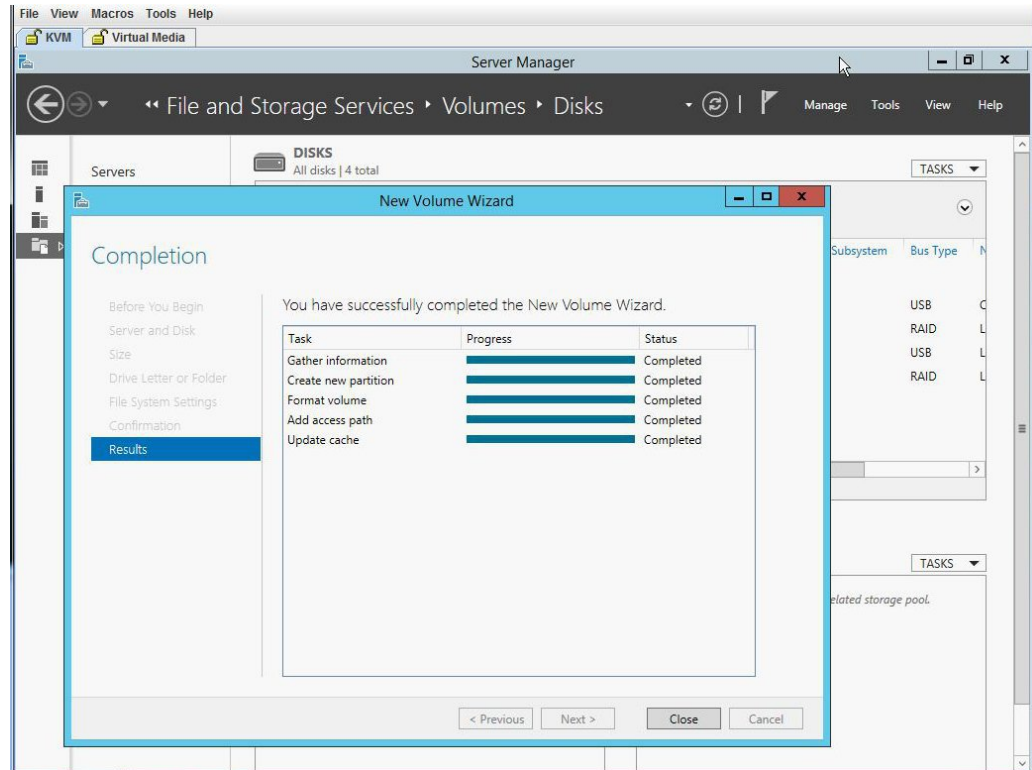 File View Macros Tools Help
KVM Virtual Media
Server Manager
File and Storage Services Volumes Disks Manage Tools View Help
Servers
DISKS
All disks | 4 total
TASKS
New Volume Wizard
Subsystem Bus Type
Completion
Before You Begin
Server and Disk
Size
Drive Letter or Folder
File System Settings
Confirmation
Results
You have successfully completed the New Volume Wizard.
Task Progress Status
Gather information Completed
Create new partition Completed
Format volume Completed
Add access path Completed
Update cache Completed
USB
RAID
USB
RAID
TASKS
elated storage pool.
< Previous Next > Close Cancel